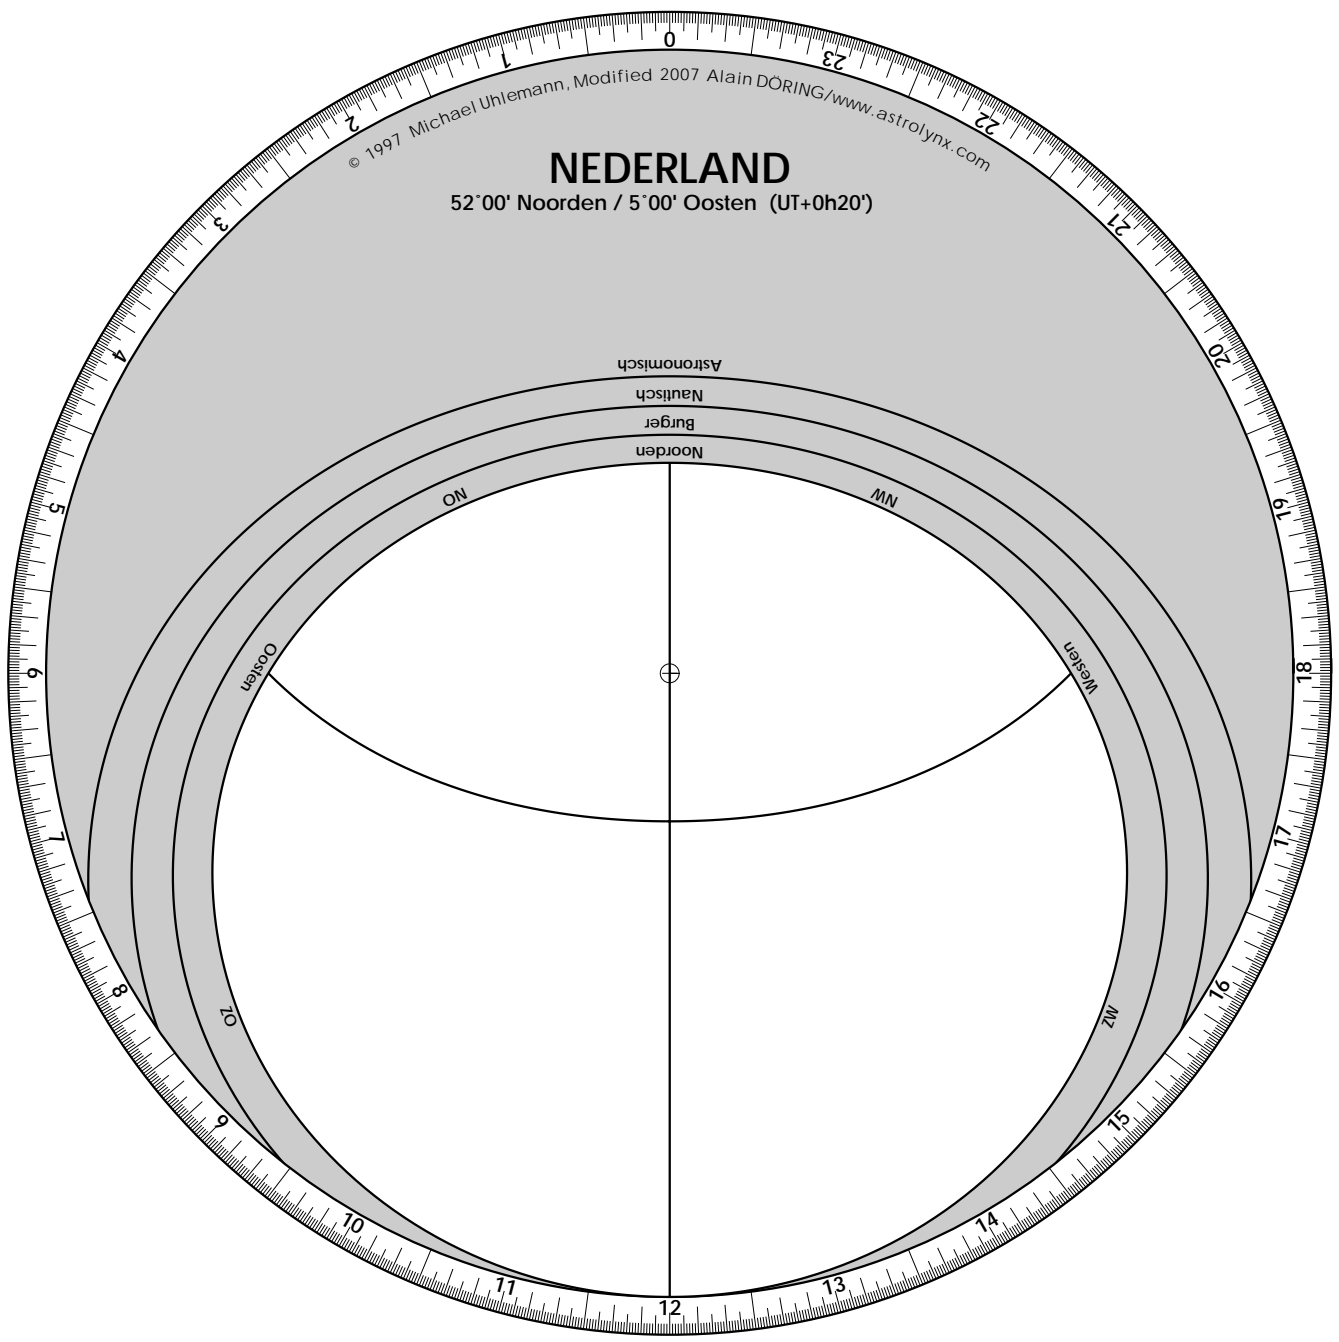 0
23
22
21
20
19
18
17
16
15
14
13
12
11
10
9
8
7
6
5
4
3
2
1
© 1997 Michael Uhlemann, Modified 2007 Alain DÖRING/www.astrolynx.com
NEDERLAND
52°00' Noorden / 5°00' Oosten (UT+0h20')
Astronomisch
Nautisch
Burger
Noorden
NO
NW
Oosten
Westen
OZ
ZW